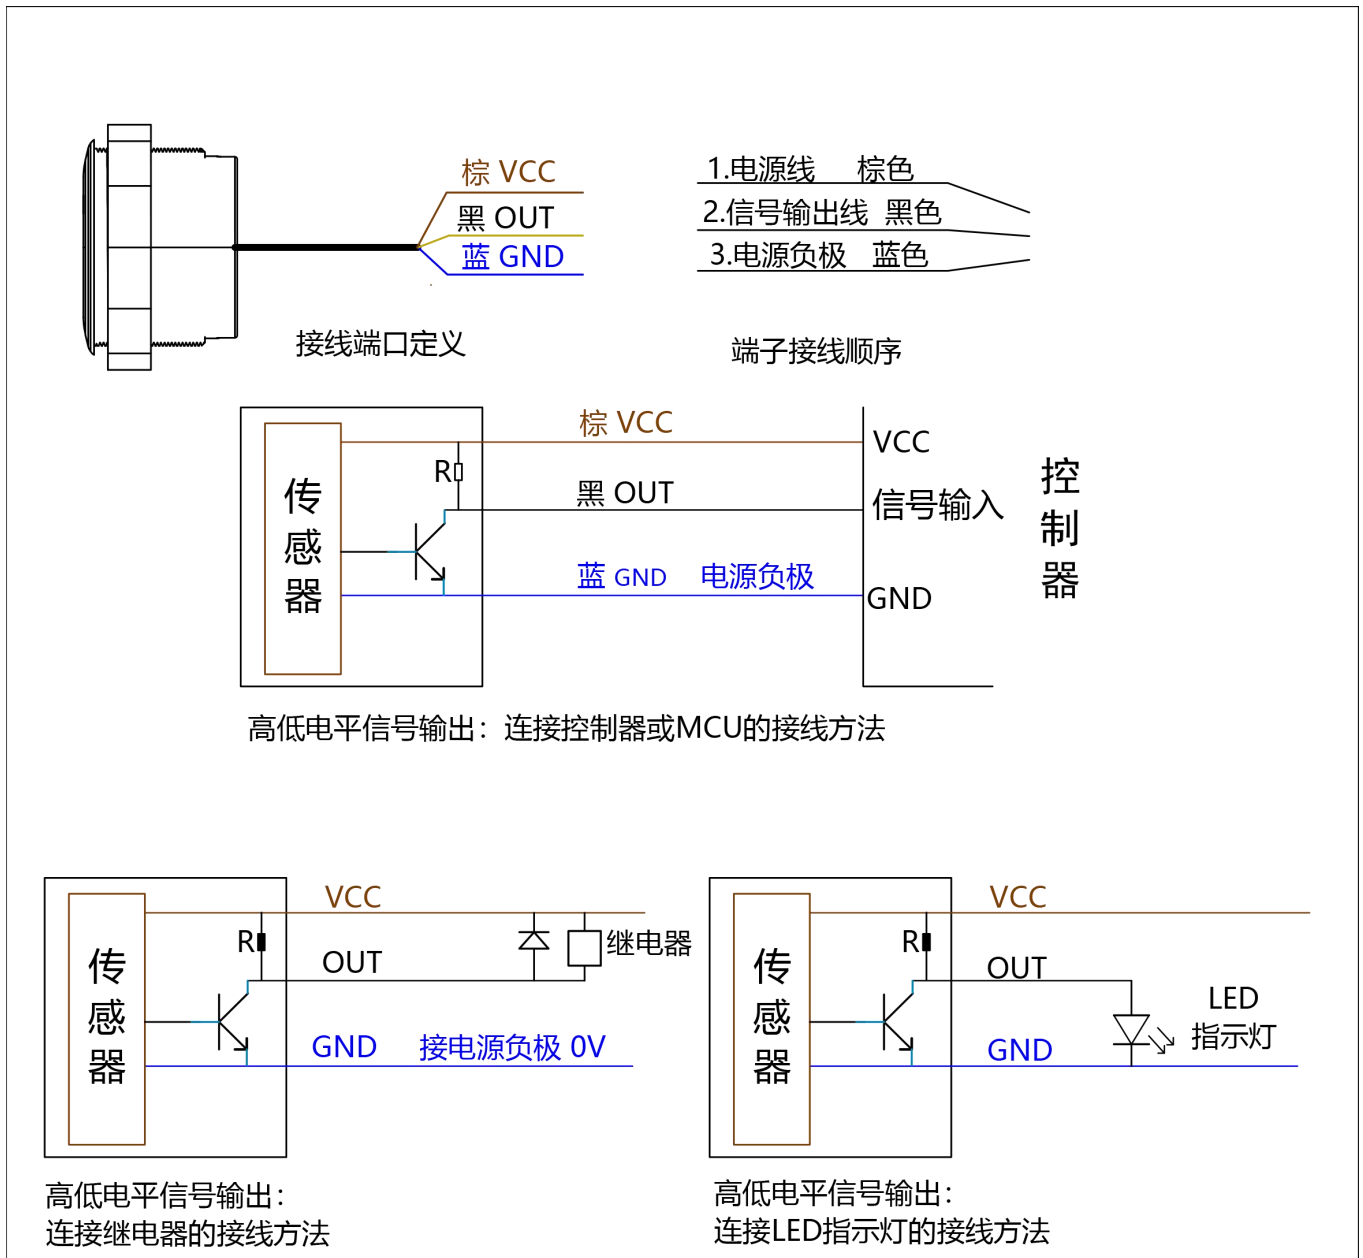 棕 VCC
黑 OUT
蓝 GND
接线端口定义
1.电源线 棕色
2.信号输出线 黑色
3.电源负极 蓝色
端子接线顺序
传感器
R
棕 VCC
黑 OUT
蓝 GND 电源负极
VCC
信号输入
GND
控制器
高低电平信号输出：连接控制器或MCU的接线方法
传感器
R
VCC
OUT
GND 接电源负极 0V
继电器
高低电平信号输出：
连接继电器的接线方法
传感器
R
VCC
OUT
GND
LED
指示灯
高低电平信号输出：
连接LED指示灯的接线方法